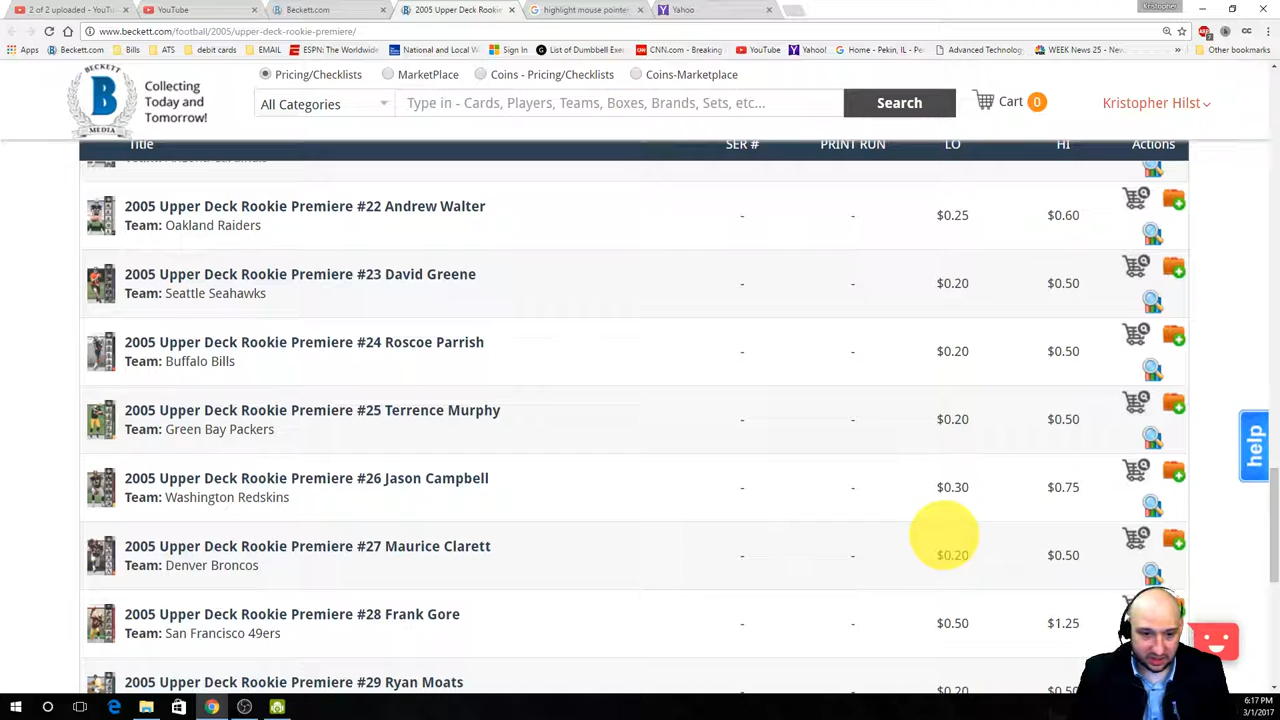 Kristopher
2 of 2 uploaded - YouTu
YouTube
Beckett.com
2005 Upper Deck Rookie
highlight mouse pointer
Yahoo
www.beckett.com/football/2005/upper-deck-rookie-premiere/
Apps Beckett.com Bills ATS debit cards EMAIL ESPN: The Worldwide National and Local W Sign In List of Dumbbell Exer CNN.com - Breaking YouTube Yahoo! Home - Pekin, IL - Pe Advanced Technolog WEEK News 25 - New Other bookmarks
BECKETT
B
MEDIA
Collecting
Today and
Tomorrow!
Pricing/Checklists MarketPlace Coins - Pricing/Checklists Coins-Marketplace
All Categories Type in - Cards, Players, Teams, Boxes, Brands, Sets, etc... Search Cart 0 Kristopher Hilst
Title SER # PRINT RUN LO HI Actions
2005 Upper Deck Rookie Premiere #22 Andrew Walter
Team: Oakland Raiders
- - $0.25 $0.60
2005 Upper Deck Rookie Premiere #23 David Greene
Team: Seattle Seahawks
- - $0.20 $0.50
2005 Upper Deck Rookie Premiere #24 Roscoe Parrish
Team: Buffalo Bills
- - $0.20 $0.50
2005 Upper Deck Rookie Premiere #25 Terrence Murphy
Team: Green Bay Packers
- - $0.20 $0.50
2005 Upper Deck Rookie Premiere #26 Jason Campbell
Team: Washington Redskins
- - $0.30 $0.75
2005 Upper Deck Rookie Premiere #27 Maurice Clarett
Team: Denver Broncos
- - $0.20 $0.50
2005 Upper Deck Rookie Premiere #28 Frank Gore
Team: San Francisco 49ers
- - $0.50 $1.25
2005 Upper Deck Rookie Premiere #29 Ryan Moats
$0.20 $0.50
help
6:17 PM
3/1/2017